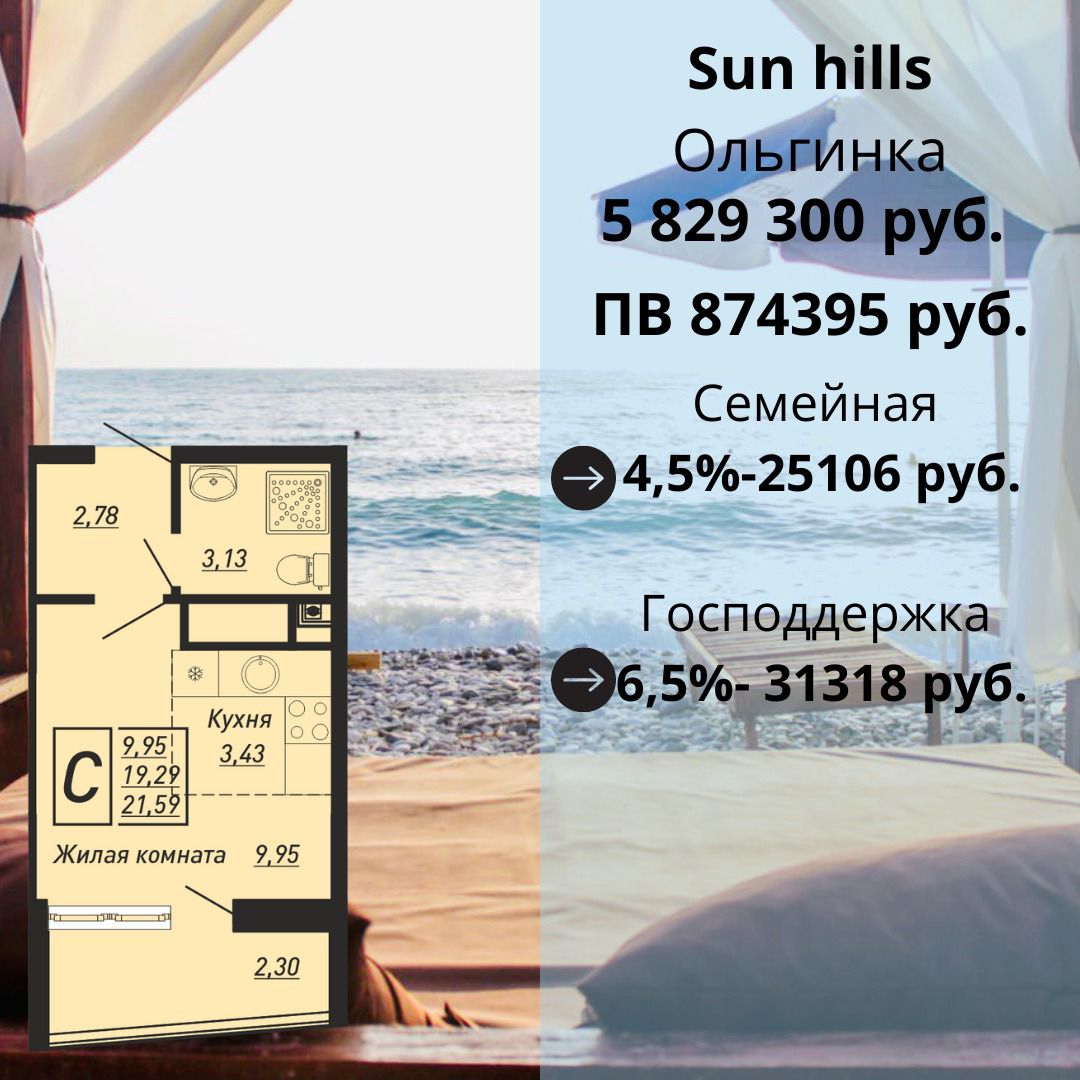 Sun hills
Ольгинка
5 829 300 руб.
ПВ 874395 руб.
Семейная
4,5%-25106 руб.
Господдержка
6,5%- 31318 руб.
2,78
3,13
Кухня
3,43
С
9,95
19,29
21,59
Жилая комната 9,95
2,30